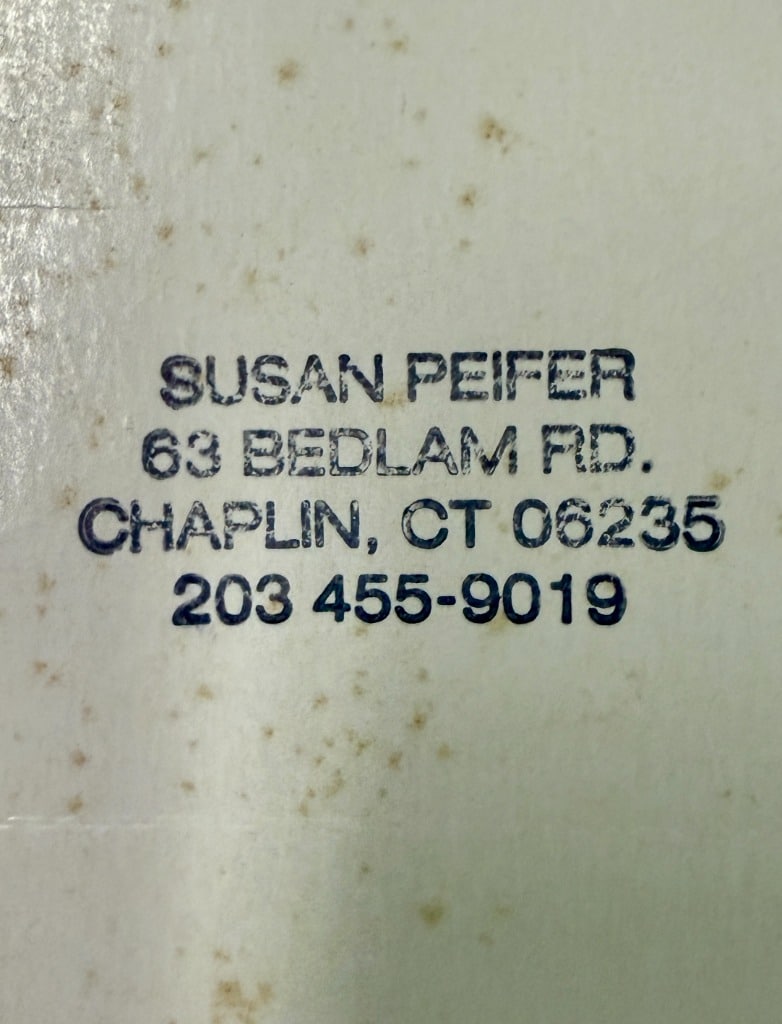 SUSAN PEIFER
63 BEDLAM RD.
CHAPLIN, CT 06235
203 455-9019